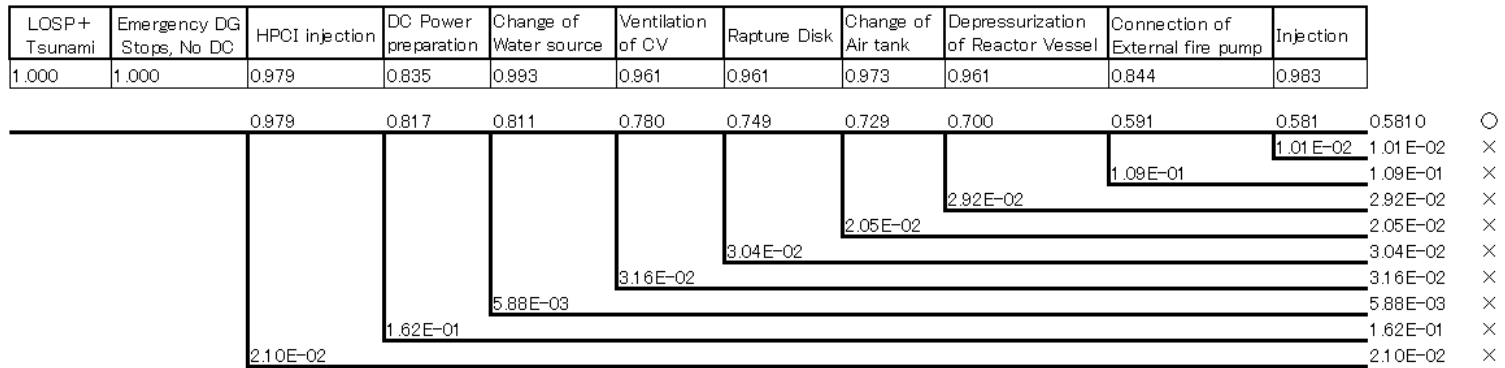 LOSP+ Tsunami
Emergency DG Stops, No DC
HPCI injection
DC Power preparation
Change of Water source
Ventilation of CV
Rapture Disk
Change of Air tank
Depressurization of Reactor Vessel
Connection of External fire pump
Injection
1.000 1.000 0.979 0.835 0.993 0.961 0.961 0.973 0.961 0.844 0.983
0.979 0.817 0.811 0.780 0.749 0.729 0.700 0.591 0.581 0.5810 ○
1.01E-02 1.01E-02 ×
1.09E-01 1.09E-01 ×
2.92E-02 2.92E-02 ×
2.05E-02 2.05E-02 ×
3.04E-02 3.04E-02 ×
3.16E-02 3.16E-02 ×
5.88E-03 5.88E-03 ×
1.62E-01 1.62E-01 ×
2.10E-02 2.10E-02 ×